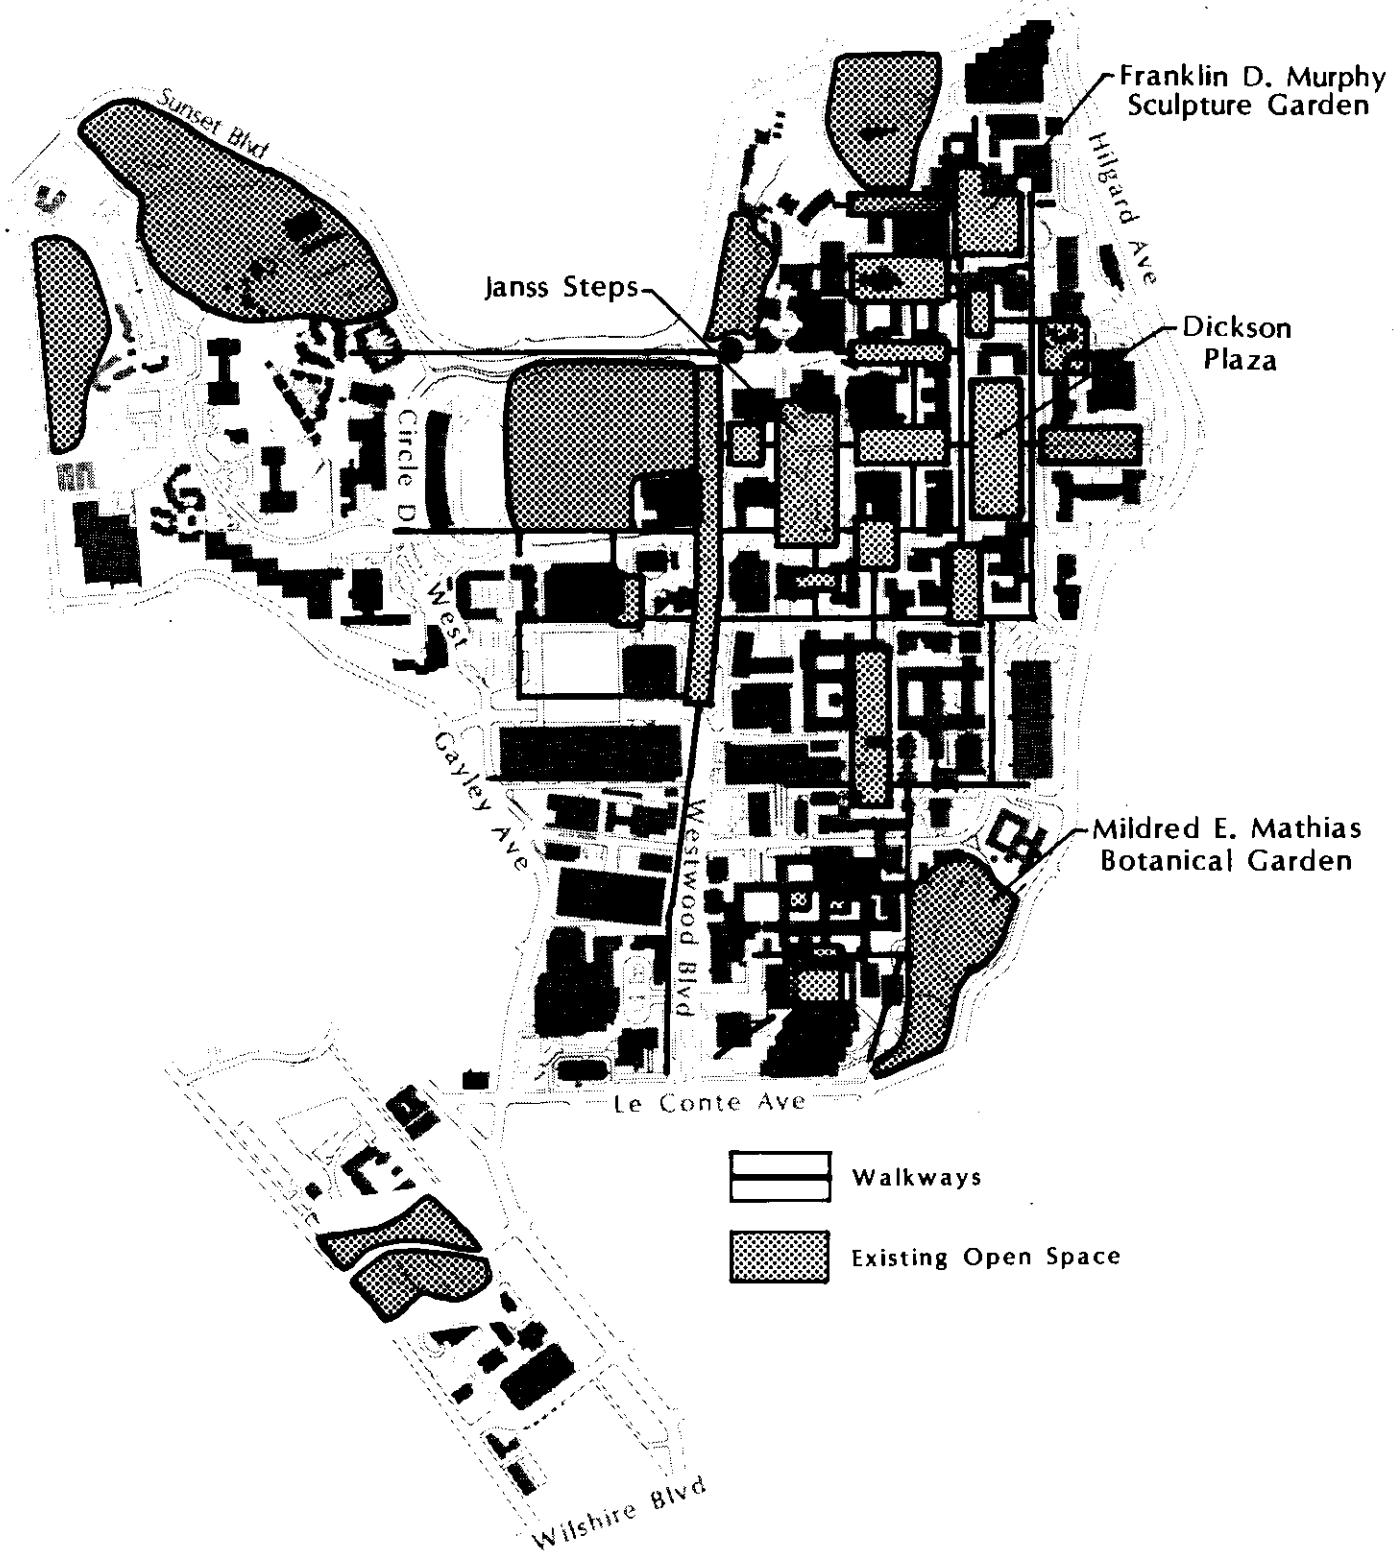 Franklin D. Murphy
Sculpture Garden
Sunset Blvd
Hilgard Ave
Janss Steps
Dickson
Plaza
Circle D
West
Gayley Ave
Westwood Blvd
Mildred E. Mathias
Botanical Garden
Le Conte Ave
Walkways
Existing Open Space
Wilshire Blvd